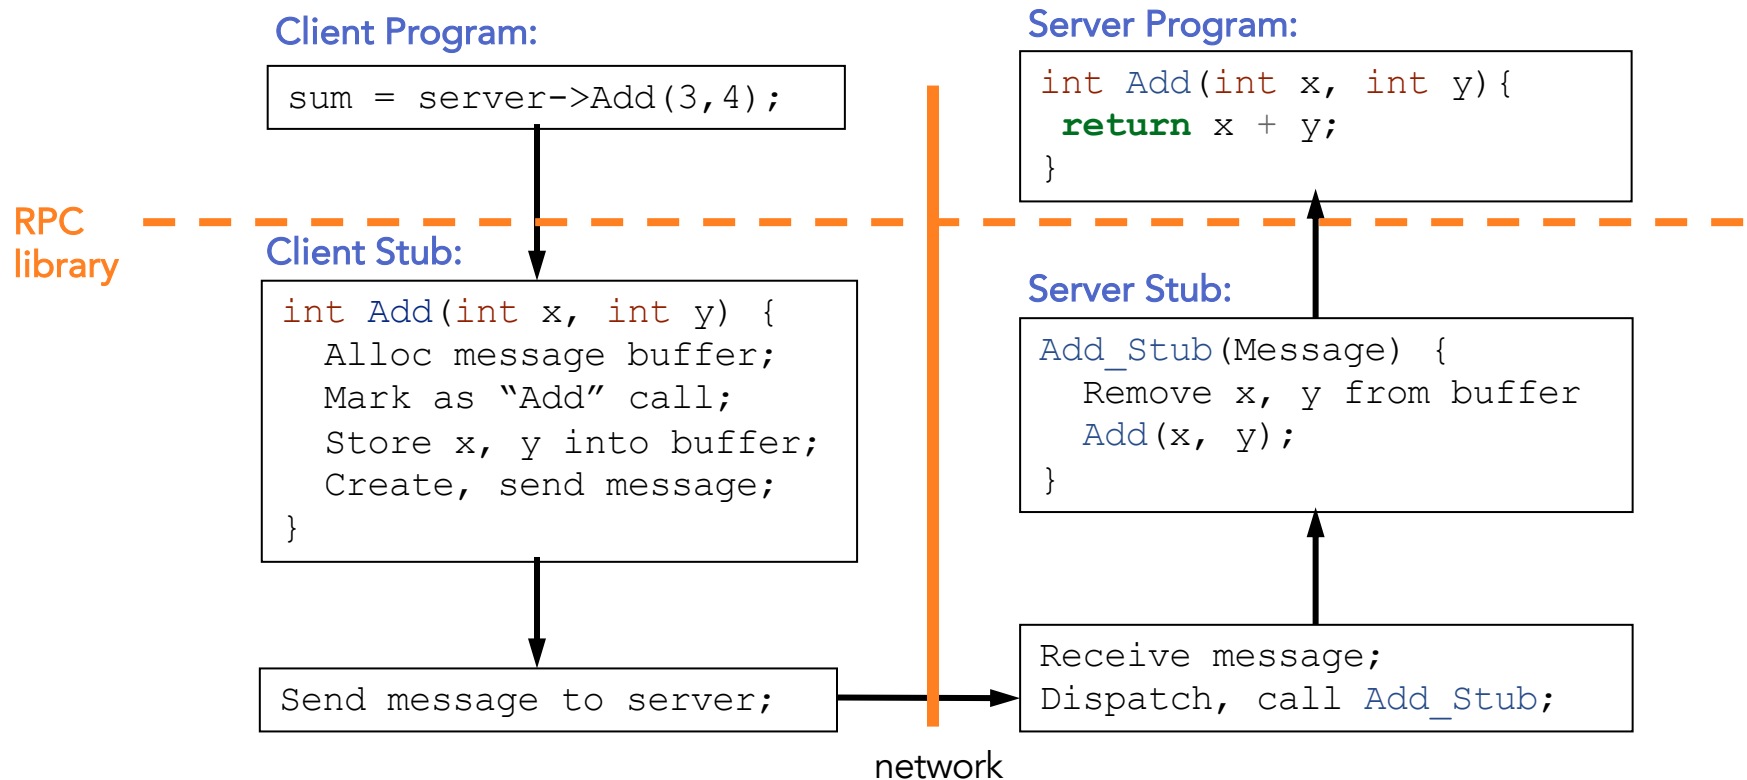 Client Program:
sum = server->Add(3,4);
Server Program:
int Add(int x, int y){
return x + y;
}
RPC
library
Client Stub:
int Add(int x, int y) {
Alloc message buffer;
Mark as “Add” call;
Store x, y into buffer;
Create, send message;
}
Server Stub:
Add_Stub(Message) {
Remove x, y from buffer
Add(x, y);
}
Send message to server;
Receive message;
Dispatch, call Add_Stub;
network